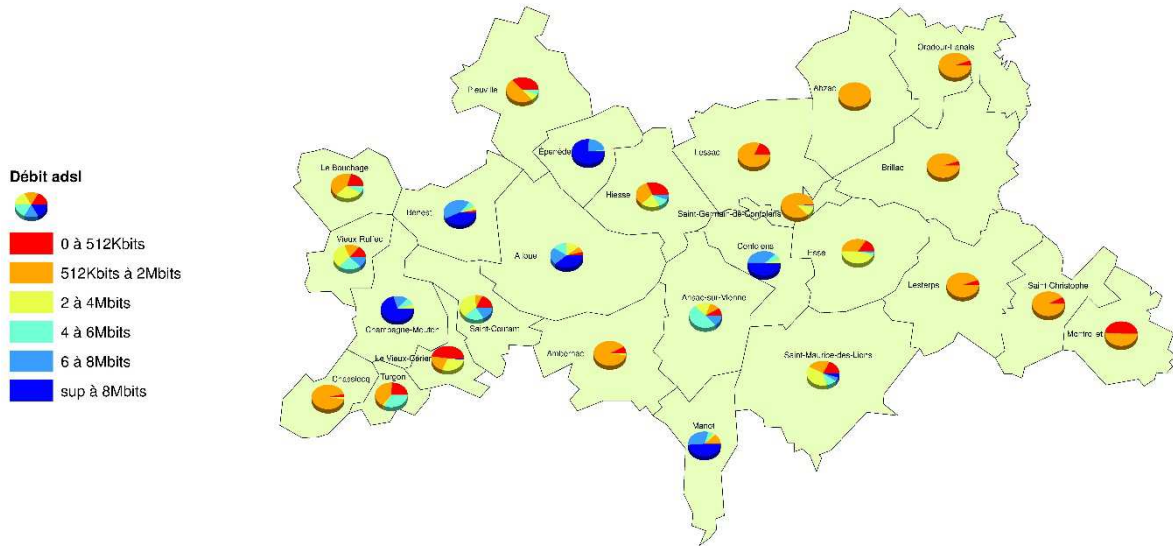 Oradour-Fanais
Pleuville
Abzac
Épenède
Lessac
Le Bouchage
Brillac
Débit adsl
Hiesse
Benest
Saint-Germain-de-Confolens
0 à 512Kbits
Vieux Ruffec
Confolens
Alloue
Esse
512Kbits à 2Mbits
Lesterps
Saint Christophe
Ansac-sur-Vienne
2 à 4Mbits
Champagne-Mouton
Saint-Coutant
Montrollet
4 à 6Mbits
Le Vieux-Cérier
Ambernac
Saint-Maurice-des-Lions
6 à 8Mbits
Chassiecq
Turgon
sup à 8Mbits
Manot